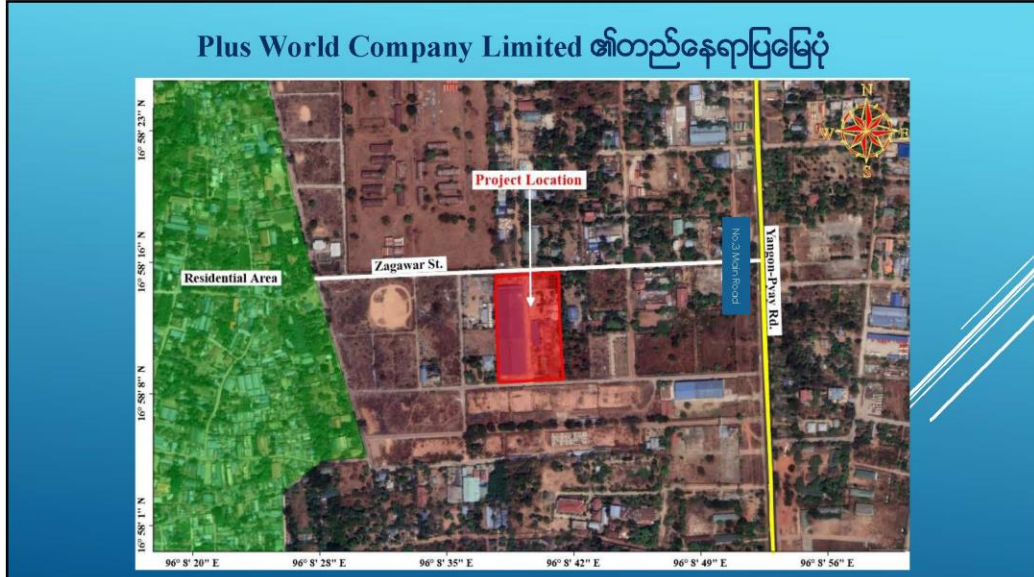 Plus World Company Limited ၏တည်နေရာပြမြေပုံ
N
W
E
S
16° 58' 23" N
16° 58' 16" N
16° 58' 8" N
16° 58' 1" N
Project Location
Zagawar St.
Residential Area
No.3 Main Road
Yangon-Pyay Rd.
96° 8' 20" E
96° 8' 28" E
96° 8' 35" E
96° 8' 42" E
96° 8' 49" E
96° 8' 56" E